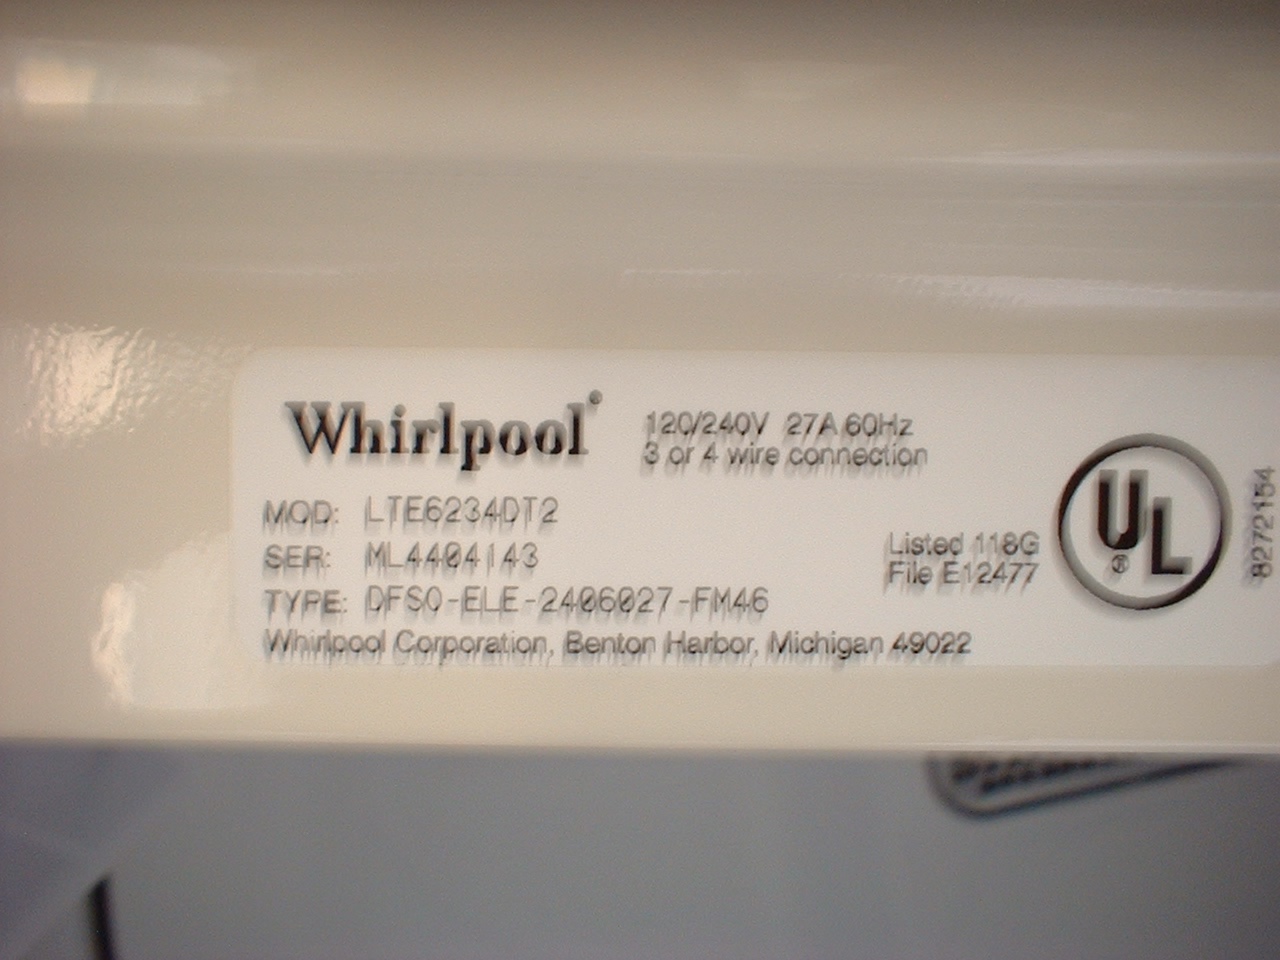 Whirlpool®
120/240V 27A 60Hz
3 or 4 wire connection
MOD: LTE6234DT2
SER: ML4404143
TYPE: DFS0-ELE-2406027-FM46
Whirlpool Corporation, Benton Harbor, Michigan 49022
Listed 118G
File E12477
UL®
8272154